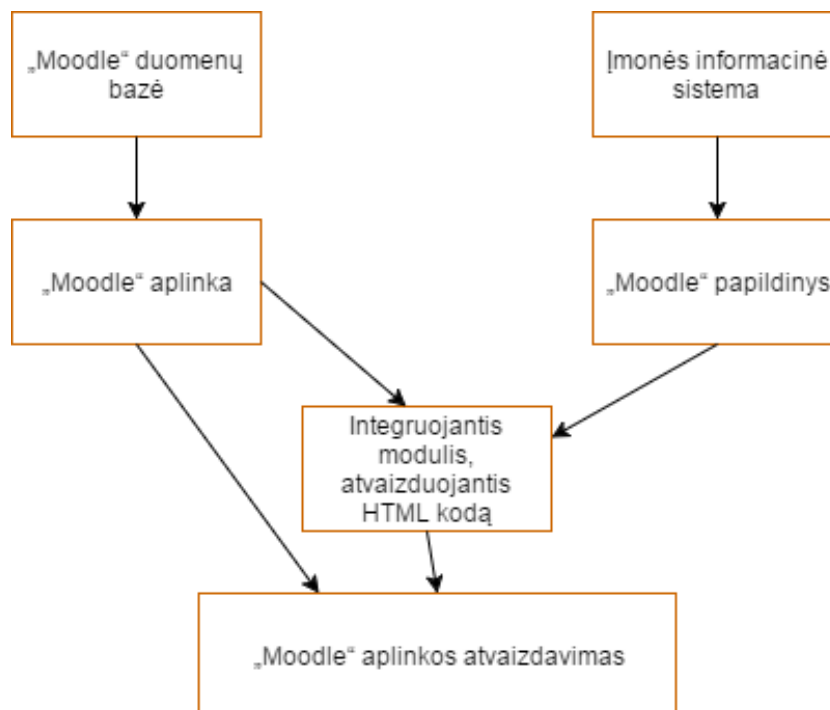 „Moodle“ duomenų
bazė
Įmonės informacinė
sistema
„Moodle“ aplinka
„Moodle“ papildinys
Integruojantis
modulis,
atvaizduojantis
HTML kodą
„Moodle“ aplinkos atvaizdavimas